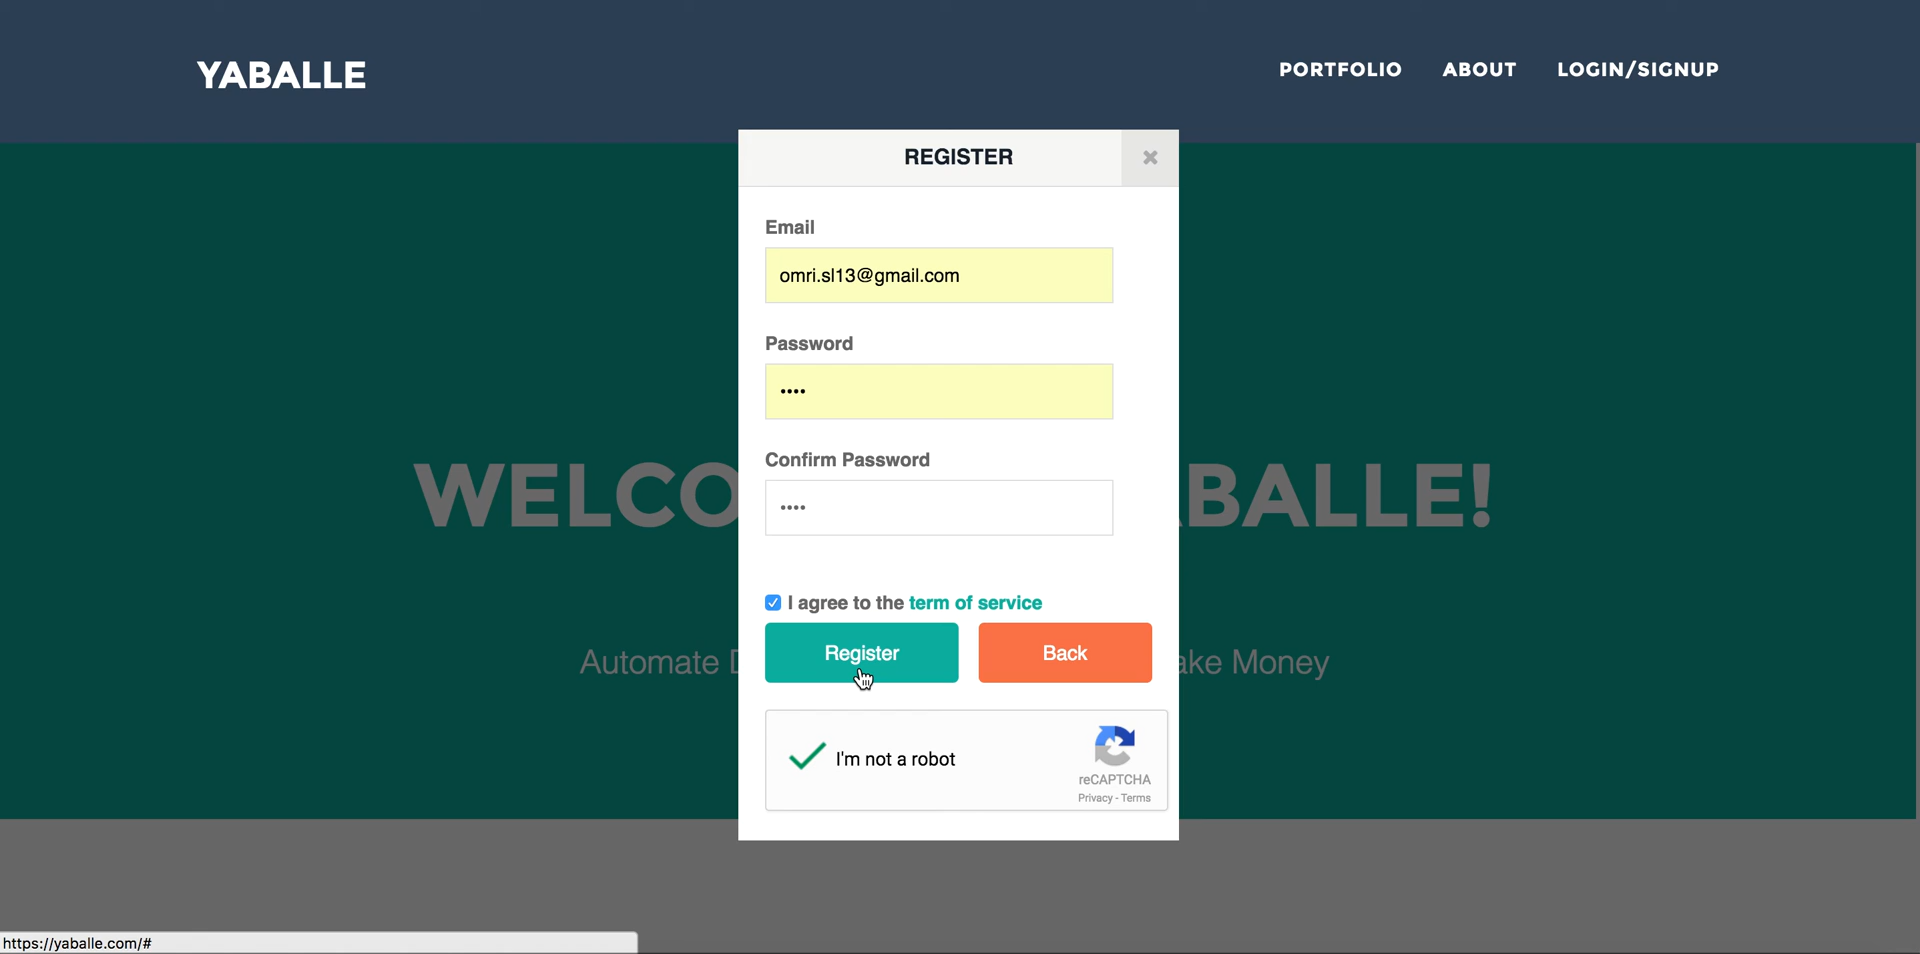 YABALLE
PORTFOLIO ABOUT LOGIN/SIGNUP
REGISTER
Email
omri.sl13@gmail.com
Password
••••
Confirm Password
••••
WELCO ABALLE!
I agree to the term of service
Register Back
Automate ake Money
I'm not a robot
reCAPTCHA
Privacy - Terms
https://yaballe.com/#